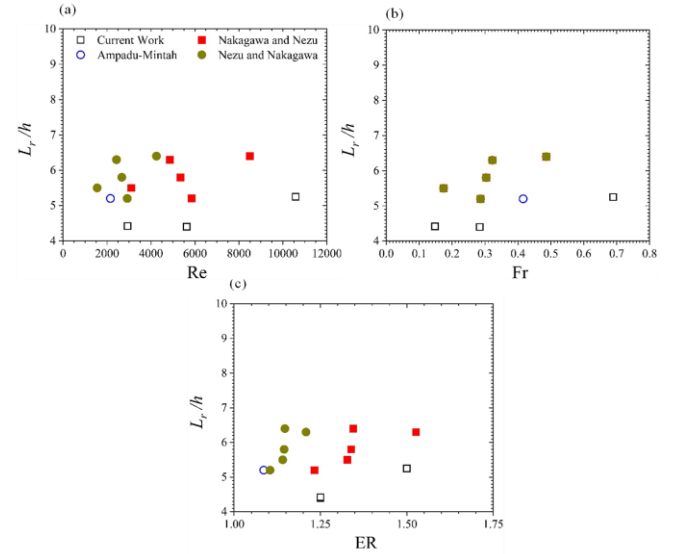 (a)
Current Work
Nakagawa and Nezu
Ampadu-Mintah
Nezu and Nakagawa
10
9
8
7
6
5
4
L_r/h
0 2000 4000 6000 8000 10000 12000
Re
(b)
10
9
8
7
6
5
4
L_r/h
0.0 0.1 0.2 0.3 0.4 0.5 0.6 0.7 0.8
Fr
(c)
10
9
8
7
6
5
4
L_r/h
1.00 1.25 1.50 1.75
ER